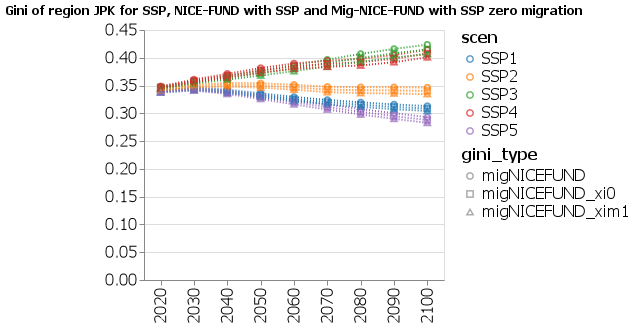 Gini of region JPK for SSP, NICE-FUND with SSP and Mig-NICE-FUND with SSP zero migration
0.45
0.40
0.35
0.30
0.25
0.20
0.15
0.10
0.05
0.00
2020
2030
2040
2050
2060
2070
2080
2090
2100
scen
SSP1
SSP2
SSP3
SSP4
SSP5
gini_type
migNICEFUND
migNICEFUND_xi0
migNICEFUND_xim1